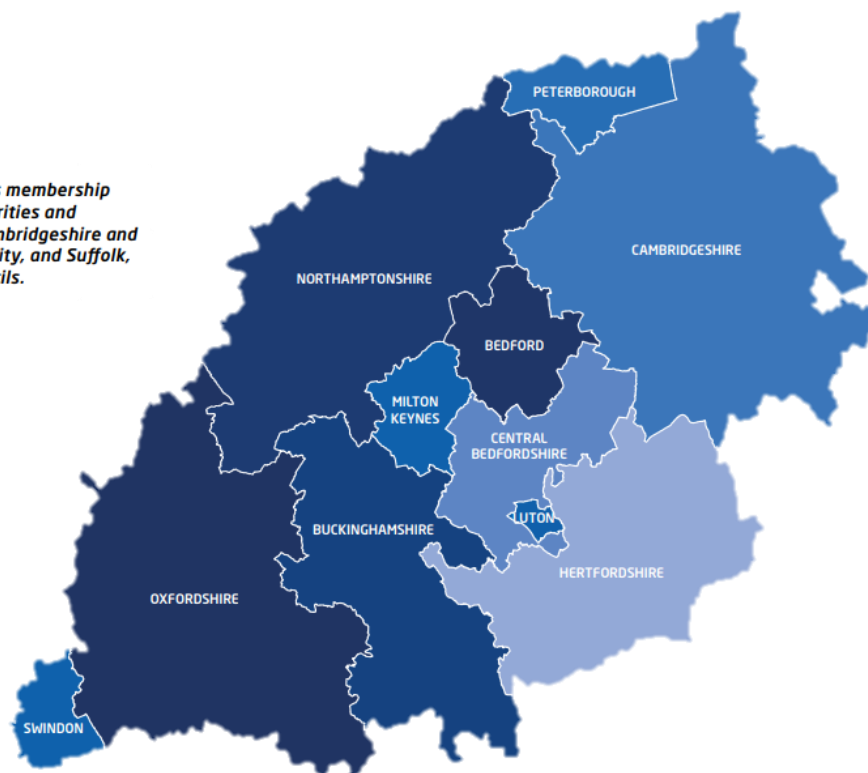 s membership
rities and
mbridgeshire and
ity, and Suffolk,
ils.
PETERBOROUGH
CAMBRIDGESHIRE
NORTHAMPTONSHIRE
BEDFORD
MILTON
KEYNES
CENTRAL
BEDFORDSHIRE
LUTON
BUCKINGHAMSHIRE
HERTFORDSHIRE
OXFORDSHIRE
SWINDON